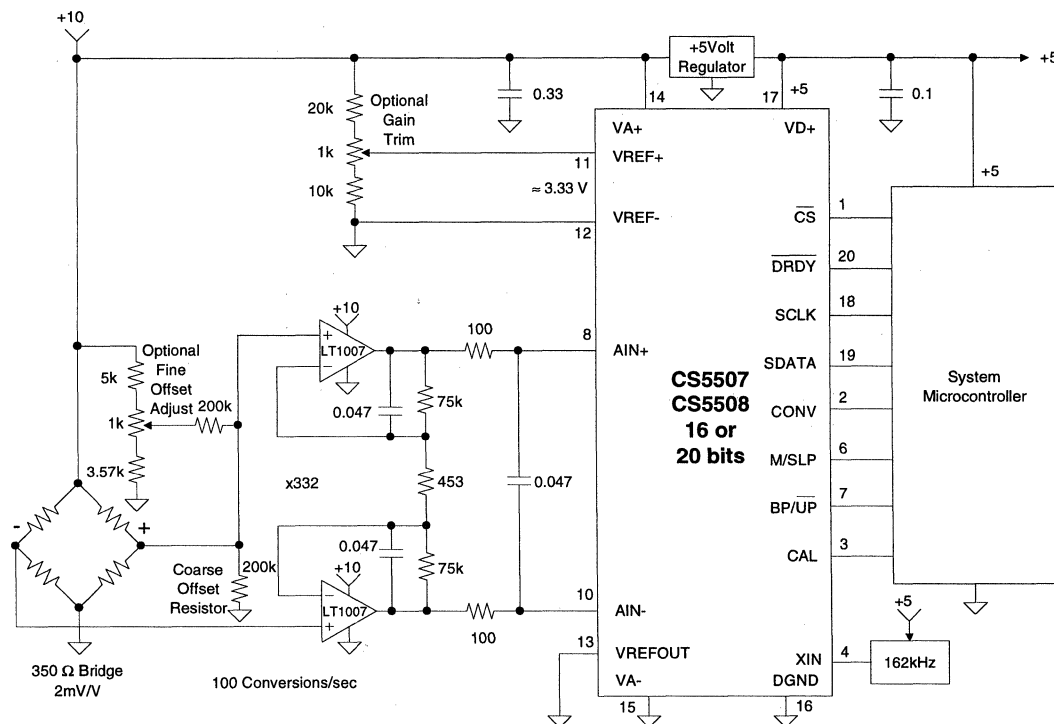 +10
+5Volt
Regulator
+5
20k
Optional
Gain
Trim
1k
10k
0.33
14
+5
17
0.1
VA+
VD+
11
VREF+
≈ 3.33 V
VREF-
12
+5
1
CS
20
DRDY
18
SCLK
19
SDATA
2
CONV
6
M/SLP
7
BP/UP
3
CAL
System
Microcontroller
CS5507
CS5508
16 or
20 bits
+10
LT1007
100
8
AIN+
Optional
Fine
Offset
Adjust
5k
1k
200k
3.57k
0.047
75k
x332
453
0.047
0.047
75k
-
+
200k
Coarse
Offset
Resistor
+10
LT1007
100
10
AIN-
13
VREFOUT
VA-
15
XIN
4
DGND
16
+5
162kHz
350 Ω Bridge
2mV/V
100 Conversions/sec
+
−
−
+